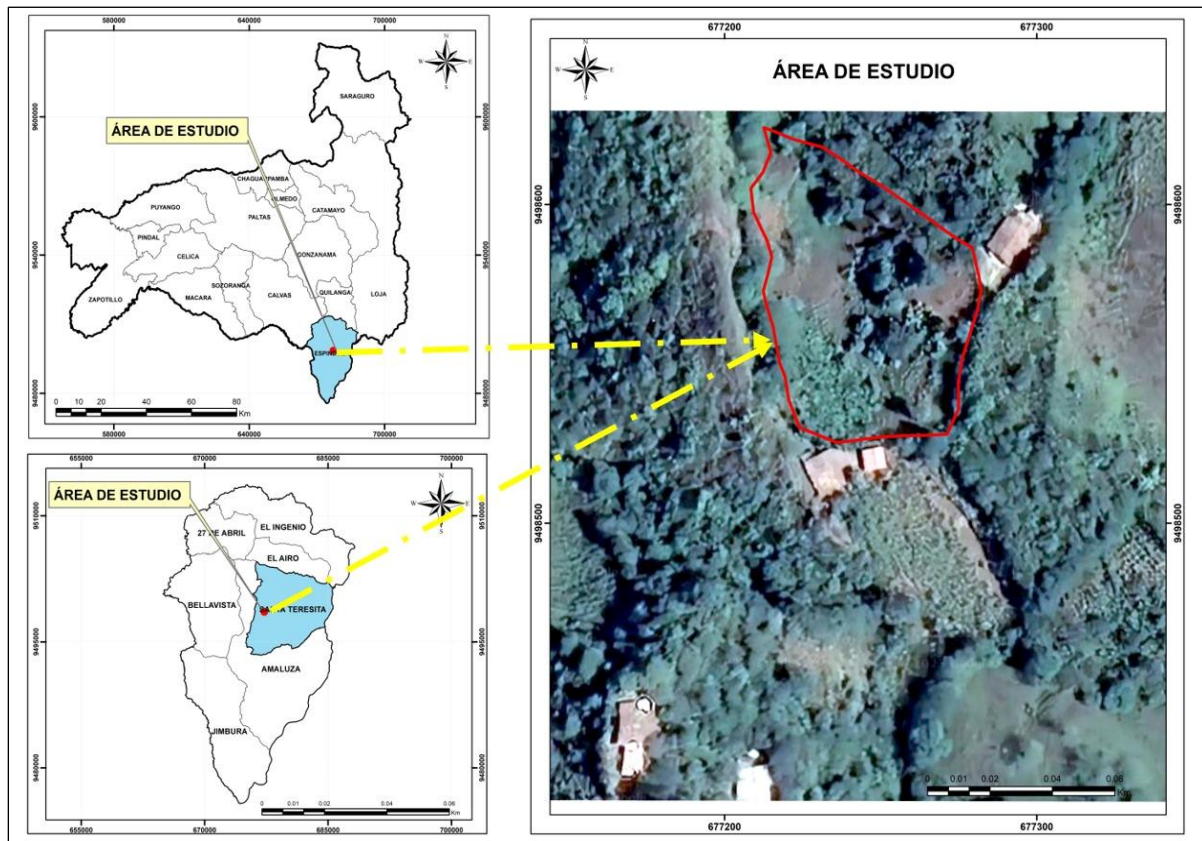 580000 640000 700000
N
W E
S
SARAGURO
9600000 9600000
ÁREA DE ESTUDIO
PUYANGO
PALTAS
CATAMAYO
PINDAL
CELICA
GONZANAMA
9540000 9540000
ZAPOTILLO
MACARA
SOZORANGA
CALVAS
QUILANGA
LOJA
9480000 9480000
0 10 20 40 60 80
Km
580000 640000 700000
655000 670000 685000 700000
N
W E
S
ÁREA DE ESTUDIO
9510000 9510000
EL INGENIO
EL AIRO
BELLAVISTA
TERESITA
9495000 9495000
AMALUZA
JIMBURA
9480000 9480000
0 0.01 0.02 0.04 0.06
Km
655000 670000 685000 700000
677200 677300
N
W E
S
ÁREA DE ESTUDIO
9498600 9498600
9498500 9498500
0 0.01 0.02 0.04 0.06
Km
677200 677300